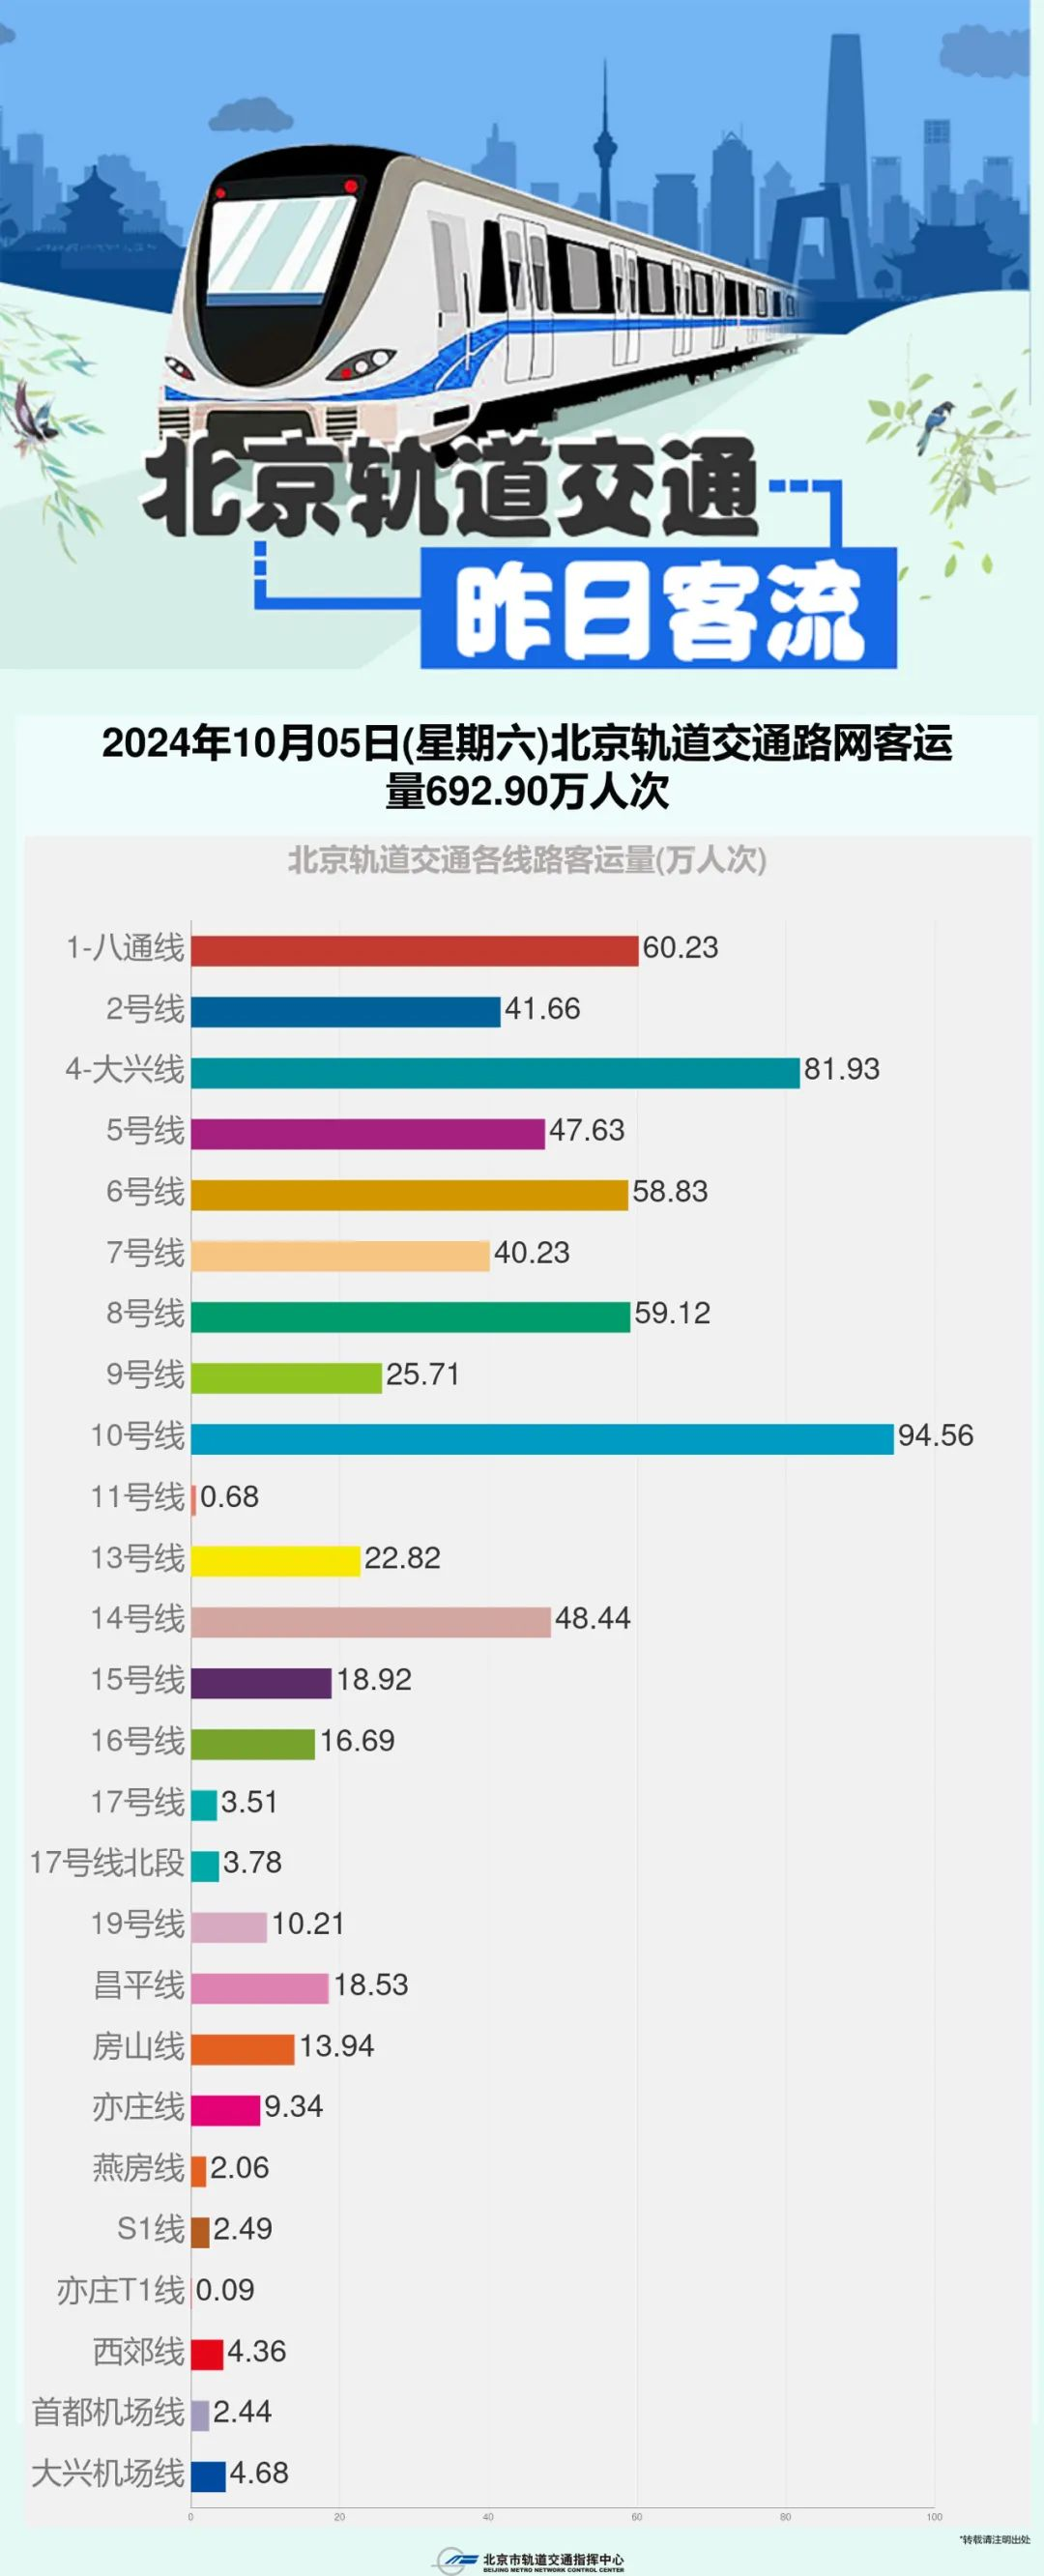 北京轨道交通
昨日客流
2024年10月05日(星期六)北京轨道交通路网客运
量692.90万人次
北京轨道交通各线路客运量(万人次)
1-八通线 60.23
2号线 41.66
4-大兴线 81.93
5号线 47.63
6号线 58.83
7号线 40.23
8号线 59.12
9号线 25.71
10号线 94.56
11号线 0.68
13号线 22.82
14号线 48.44
15号线 18.92
16号线 16.69
17号线 3.51
17号线北段 3.78
19号线 10.21
昌平线 18.53
房山线 13.94
亦庄线 9.34
燕房线 2.06
S1线 2.49
亦庄T1线 0.09
西郊线 4.36
首都机场线 2.44
大兴机场线 4.68
0 20 40 60 80 100
*转载请注明出处
北京市轨道交通指挥中心
BEIJING METRO NETWORK CONTROL CENTER